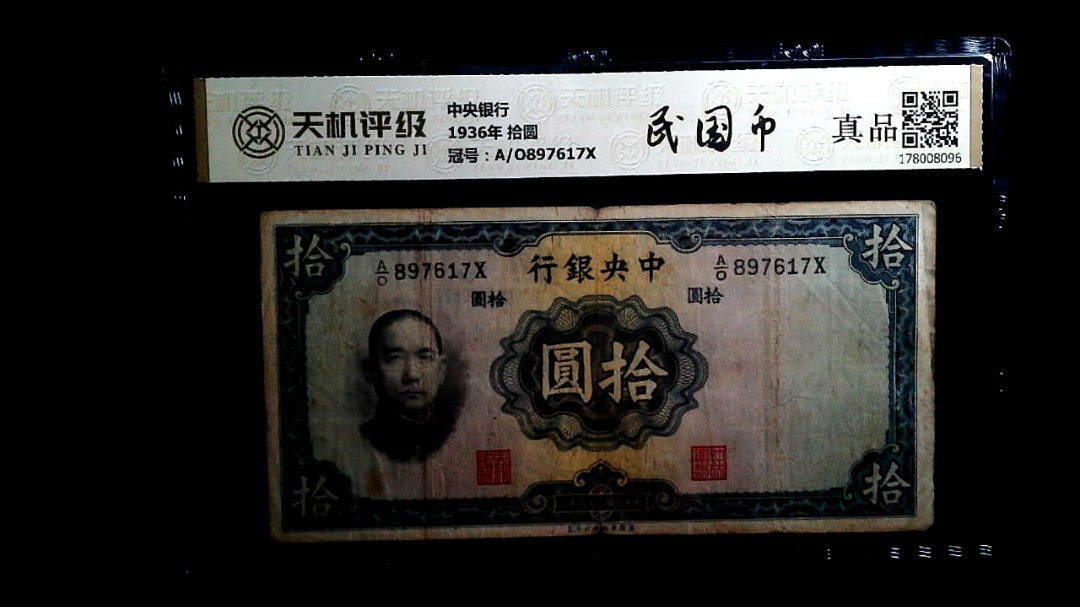 天机评级
TIAN JI PING JI
中央银行
1936年 拾圆
冠号：A/O897617X
民国币
真品
178008096
拾
拾
A/O 897617X
行銀央中
A/O 897617X
圓拾
圓拾
圓拾
拾
拾